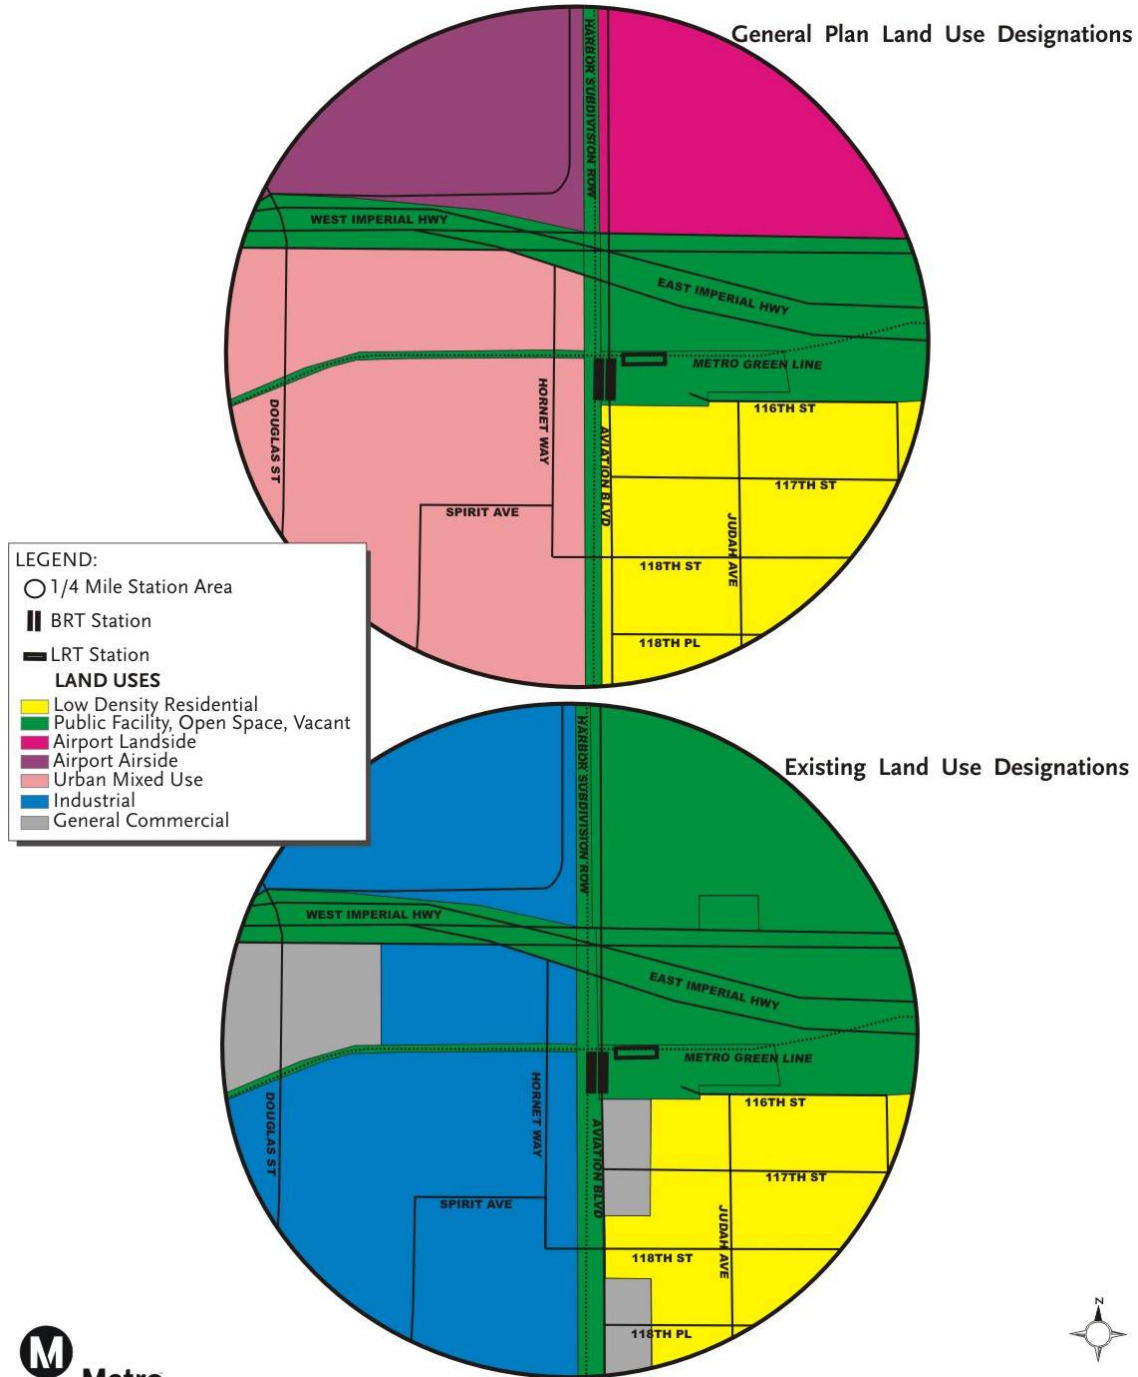 General Plan Land Use Designations
HARBOR SUBDIVISION ROW
WEST IMPERIAL HWY
EAST IMPERIAL HWY
METRO GREEN LINE
116TH ST
DOUGLAS ST
HORNET WAY
AVIATION BLVD
117TH ST
SPIRIT AVE
JUDAH AVE
118TH ST
118TH PL
LEGEND:
1/4 Mile Station Area
BRT Station
LRT Station
LAND USES
Low Density Residential
Public Facility, Open Space, Vacant
Airport Landside
Airport Airside
Urban Mixed Use
Industrial
General Commercial
Existing Land Use Designations
HARBOR SUBDIVISION ROW
WEST IMPERIAL HWY
EAST IMPERIAL HWY
METRO GREEN LINE
116TH ST
DOUGLAS ST
HORNET WAY
AVIATION BLVD
117TH ST
SPIRIT AVE
JUDAH AVE
118TH ST
118TH PL
N
M
Metro